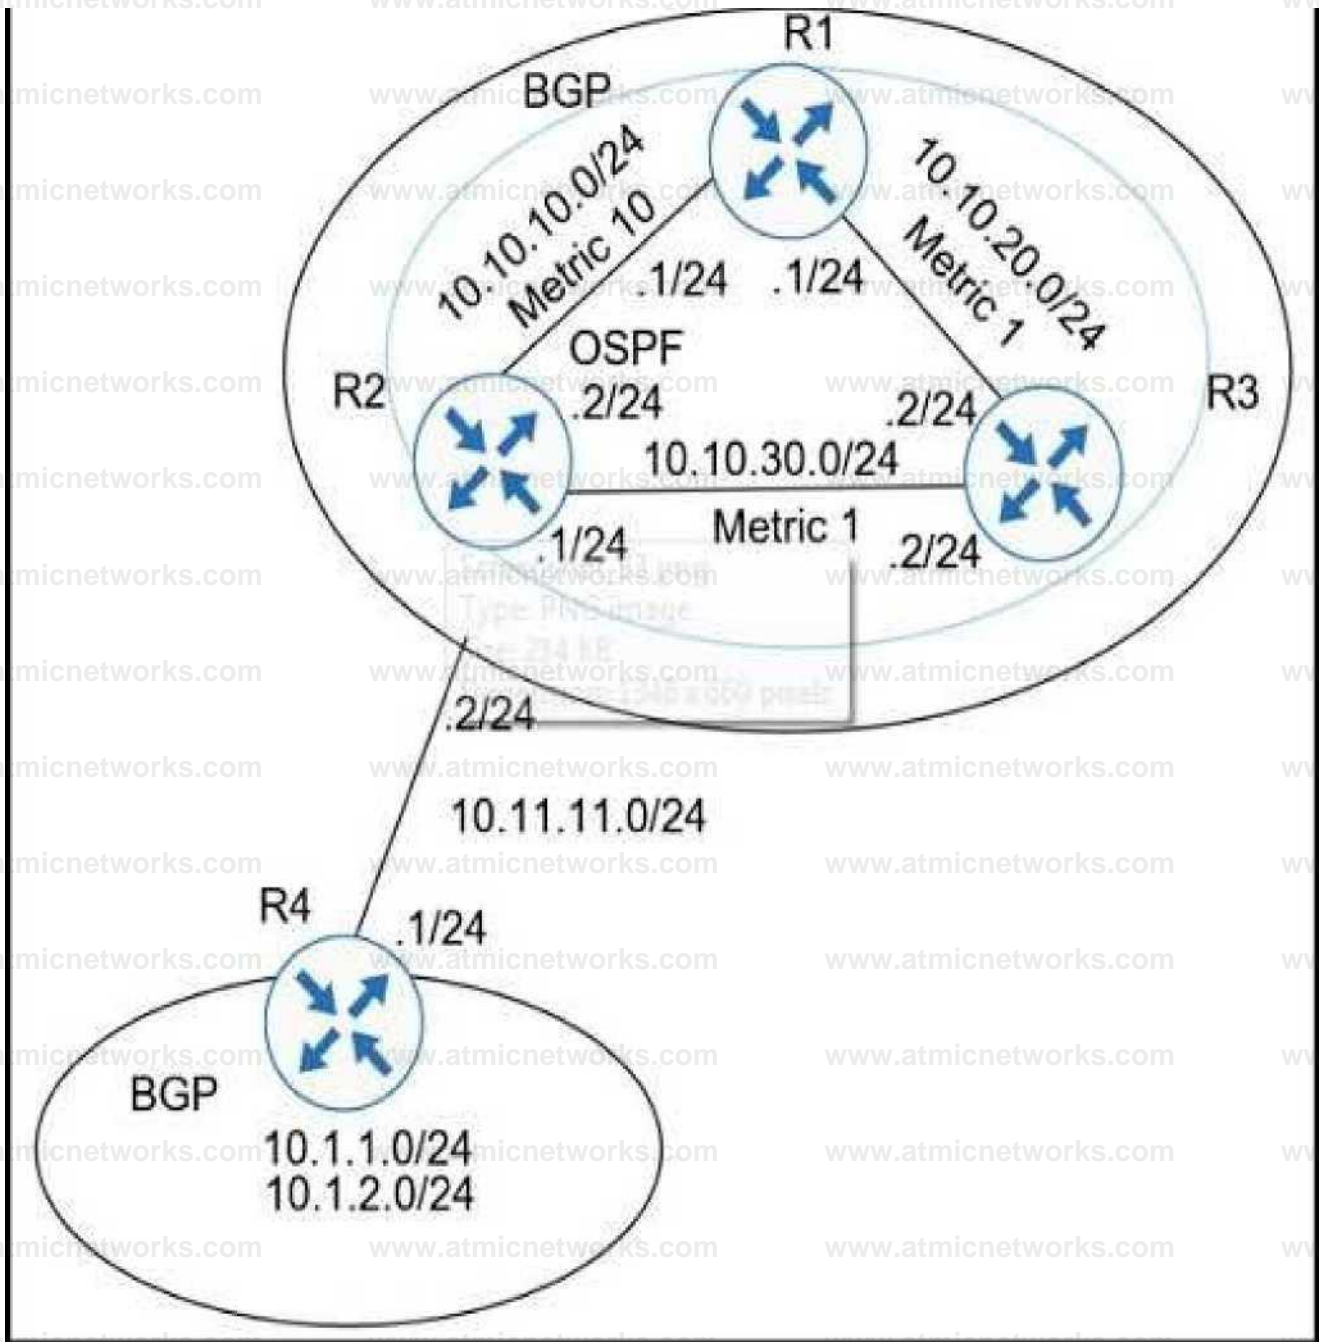 R1
BGP
10.10.10.0/24
Metric 10
10.10.20.0/24
Metric 1
.1/24 .1/24
OSPF
R2
.2/24
.2/24
R3
10.10.30.0/24
Metric 1
.1/24
.2/24
Type: PNG image
.2/24
10.11.11.0/24
R4
.1/24
BGP
10.1.1.0/24
10.1.2.0/24
www.atmicnetworks.com